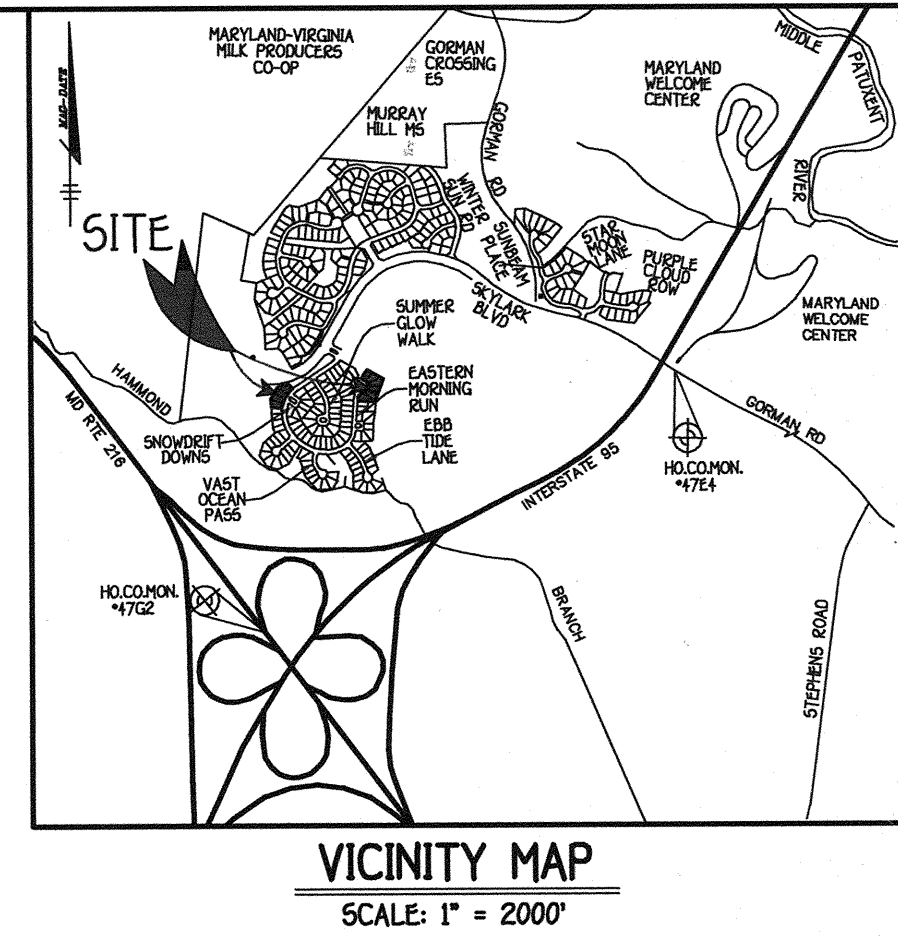 MARYLAND-VIRGINIA
MILK PRODUCERS
CO-OP
GORMAN
CROSSING
ES
MURRAY
HILL MS
GORMAN RD
MARYLAND
WELCOME
CENTER
MIDDLE
PATUXENT
RIVER
SITE
WINTER
SUN RD
SUNBEAM
PLACE
STAR
MOON
LANE
PURPLE
CLOUD
ROW
SKYLARK
BLVD
MARYLAND
WELCOME
CENTER
SUMMER
GLOW
WALK
EASTERN
MORNING
RUN
EBB
TIDE
LANE
HAMMOND
MD RTE 216
SNOWDRIFT
DOWNS
VAST
OCEAN
PASS
INTERSTATE 95
GORMAN RD
HO.CO.MON.
*47E4
HO.CO.MON.
*47G2
BRANCH
STEPHENS ROAD
VICINITY MAP
SCALE: 1" = 2000'